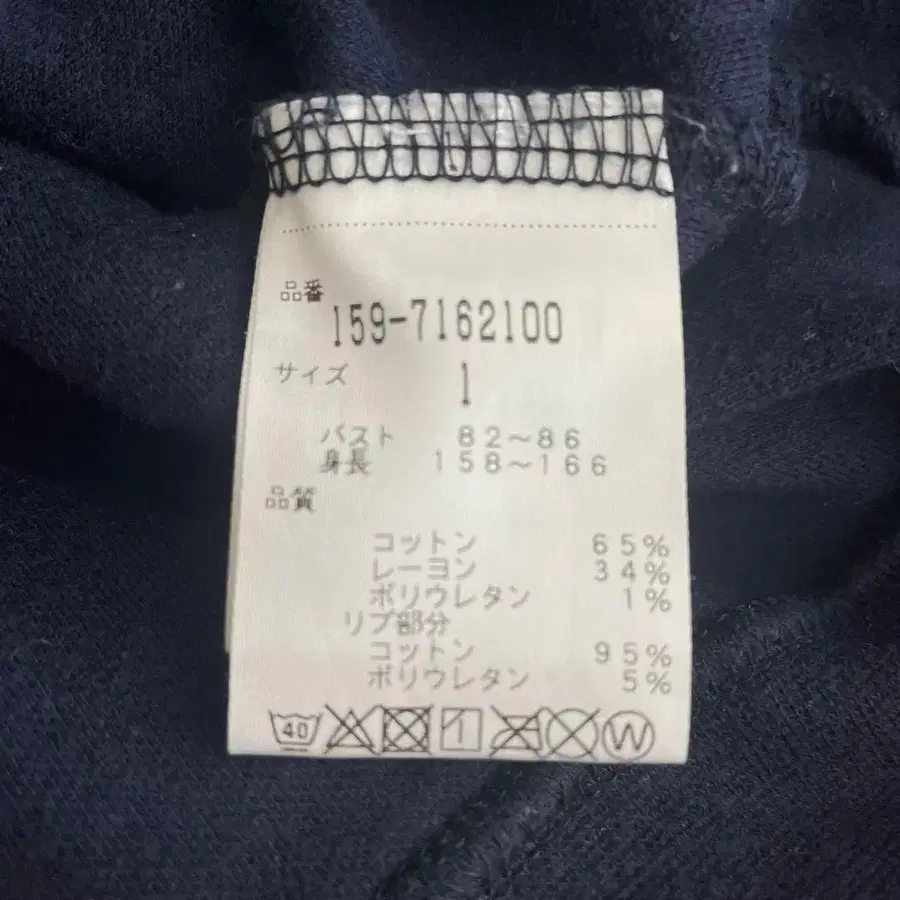 品番
159-7162100
サイズ 1
バスト 82～86
身長 158～166
品質
コットン 65%
レーヨン 34%
ポリウレタン 1%
リブ部分
コットン 95%
ポリウレタン 5%
40 W